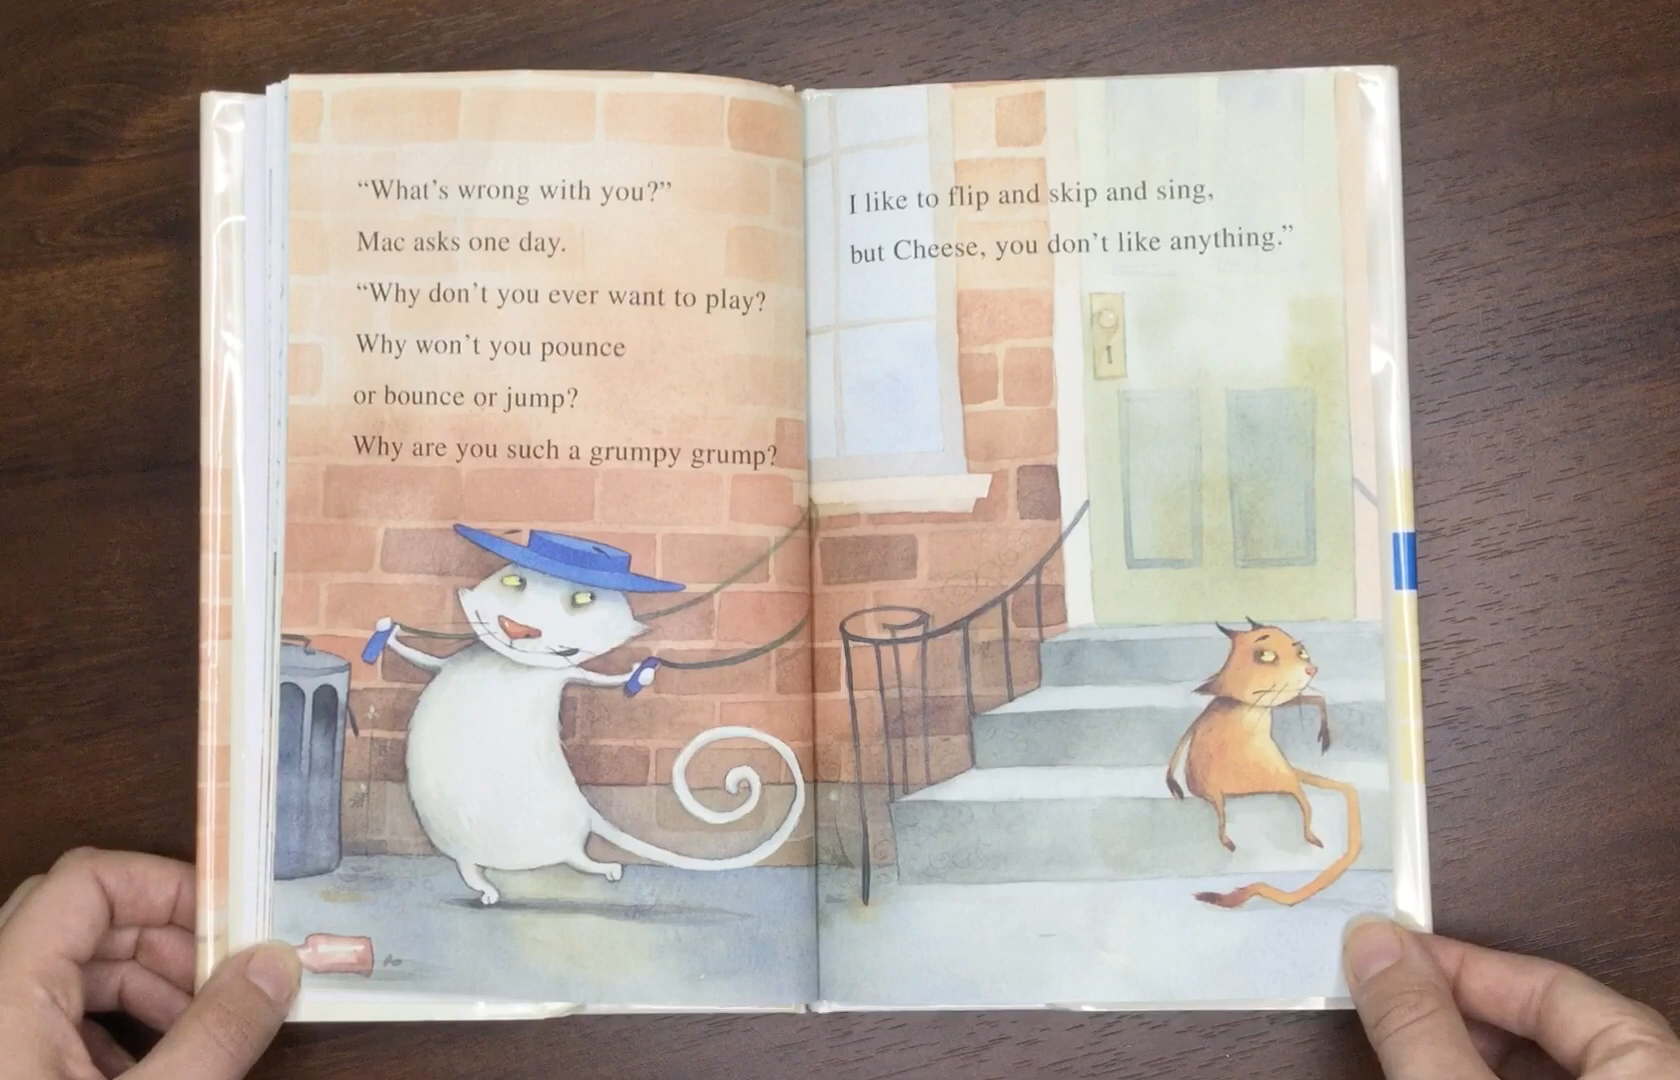 “What’s wrong with you?”
Mac asks one day.
“Why don’t you ever want to play?
Why won’t you pounce
or bounce or jump?
Why are you such a grumpy grump?
I like to flip and skip and sing,
but Cheese, you don’t like anything.”